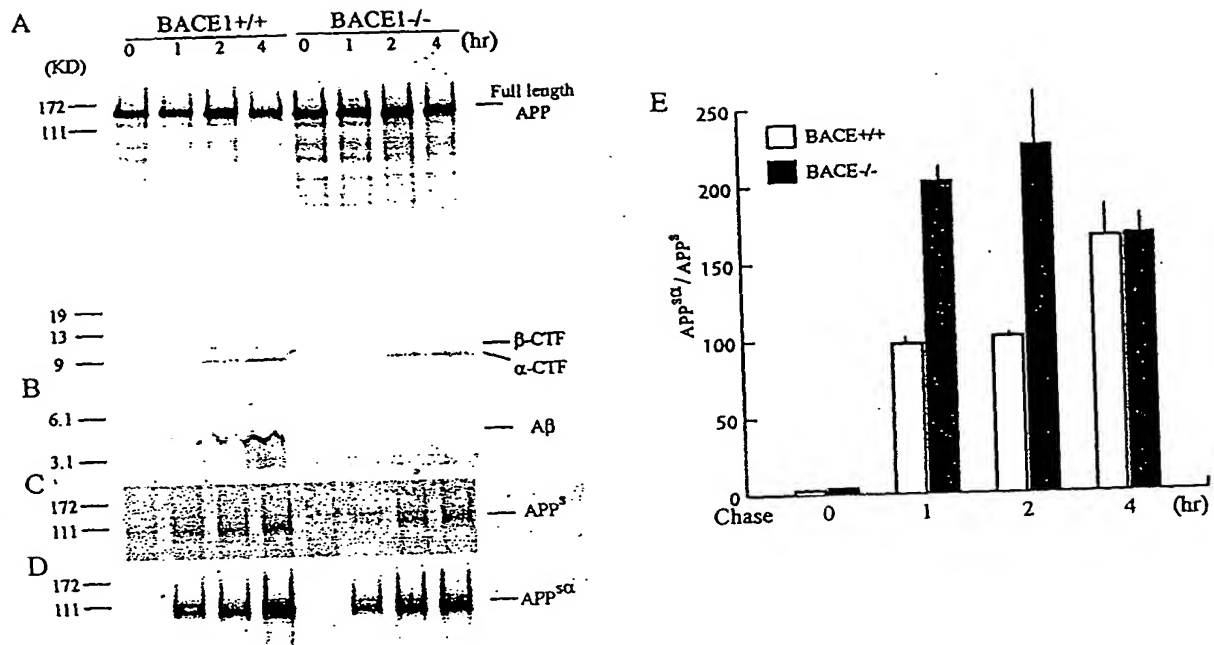 A
BACE1+/+ BACE1-/-
0 1 2 4 0 1 2 4 (hr)
(KD)
172
111
Full length
APP
19
13
9
β-CTF
α-CTF
B
6.1
3.1
Aβ
C
172
111
APPˢ
D
172
111
APPˢᵅ
E
250
200
150
100
50
0
APPˢᵅ/APPˢ
BACE+/+
BACE-/-
Chase 0 1 2 4 (hr)